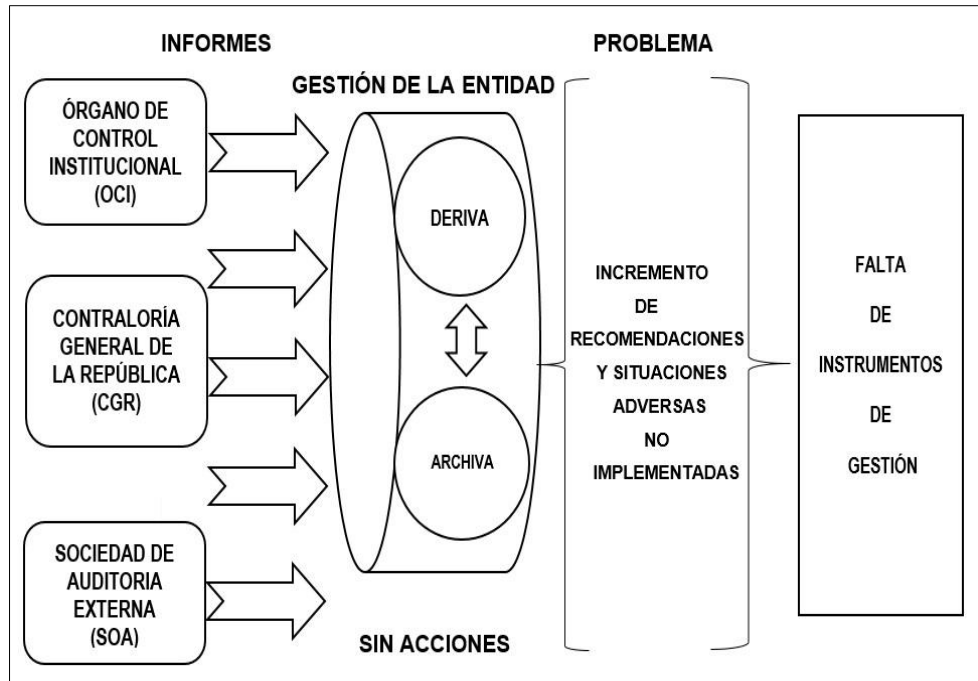 INFORMES
PROBLEMA
GESTIÓN DE LA ENTIDAD
ÓRGANO DE
CONTROL
INSTITUCIONAL
(OCI)
CONTRALORÍA
GENERAL DE
LA REPÚBLICA
(CGR)
SOCIEDAD DE
AUDITORIA
EXTERNA
(SOA)
DERIVA
ARCHIVA
SIN ACCIONES
INCREMENTO
DE
RECOMENDACIONES
Y SITUACIONES
ADVERSAS
NO
IMPLEMENTADAS
FALTA
DE
INSTRUMENTOS
DE
GESTIÓN